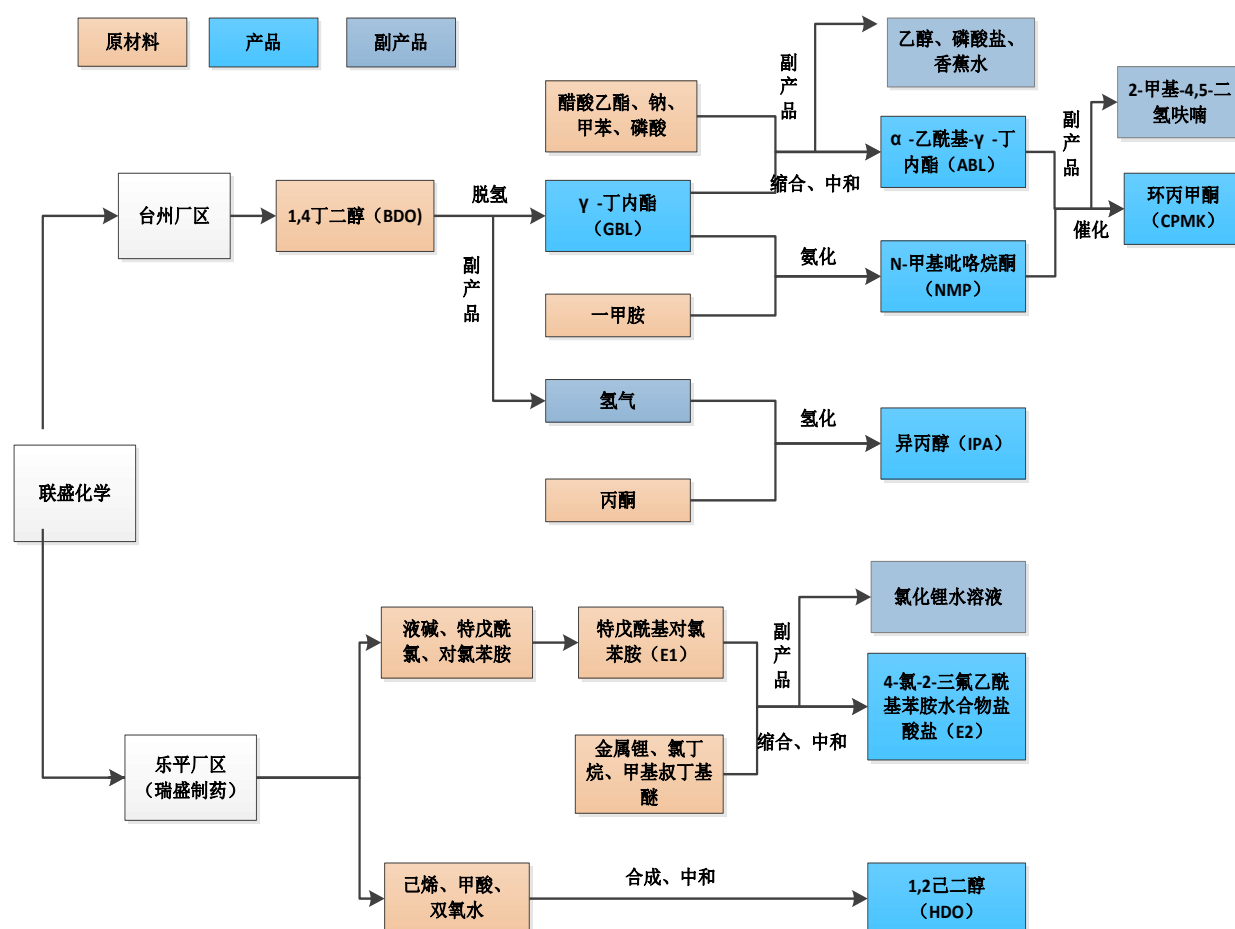 原材料
产品
副产品
乙醇、磷酸盐、
香蕉水
副
产
品
2-甲基-4,5-二
氢呋喃
醋酸乙酯、钠、
甲苯、磷酸
α -乙酰基-γ -丁
内酯(ABL)
副
产
品
缩合、中和
台州厂区
1,4丁二醇(BDO)
脱氢
γ -丁内酯
(GBL)
环丙甲酮
(CPMK)
催化
副
产
品
氨化
N-甲基吡咯烷酮
(NMP)
一甲胺
氢气
氢化
异丙醇(IPA)
联盛化学
丙酮
氯化锂水溶液
液碱、特戊酰
氯、对氯苯胺
特戊酰基对氯
苯胺(E1)
副
产
品
4-氯-2-三氟乙酰
基苯胺水合物盐
酸盐(E2)
缩合、中和
金属锂、氯丁
烷、甲基叔丁基
醚
乐平厂区
(瑞盛制药)
己烯、甲酸、
双氧水
合成、中和
1,2己二醇
(HDO)